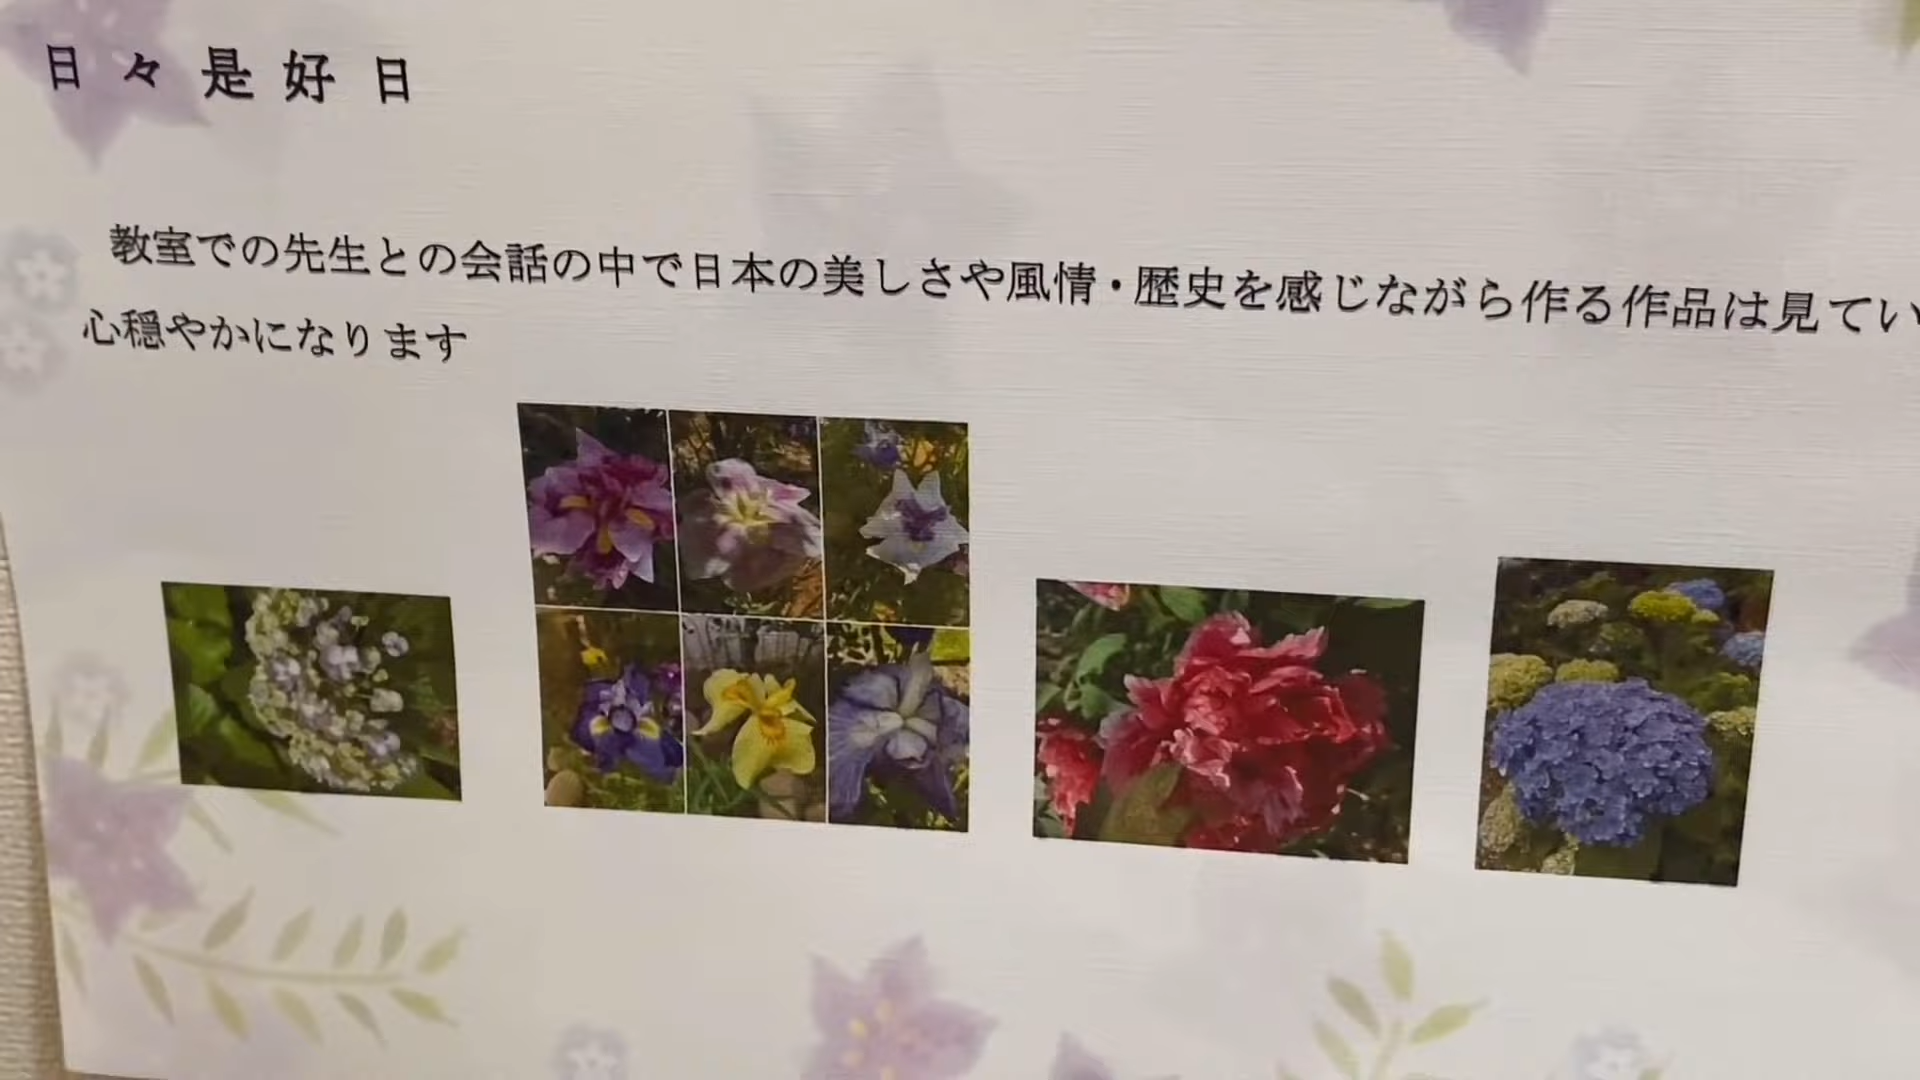 日々是好日
教室での先生との会話の中で日本の美しさや風情・歴史を感じながら作る作品は見てい
心穏やかになります